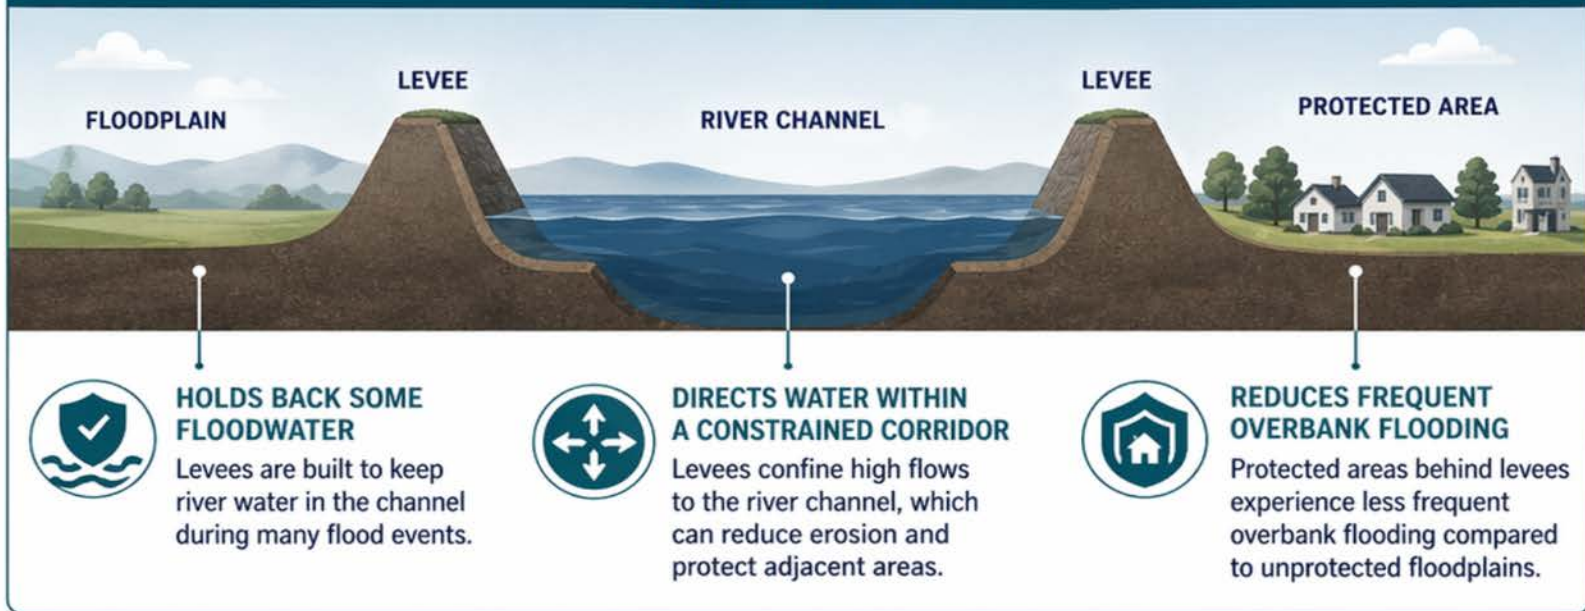 FLOODPLAIN
LEVEE
RIVER CHANNEL
LEVEE
PROTECTED AREA
HOLDS BACK SOME
FLOODWATER
Levees are built to keep
river water in the channel
during many flood events.
DIRECTS WATER WITHIN
A CONSTRAINED CORRIDOR
Levees confine high flows
to the river channel, which
can reduce erosion and
protect adjacent areas.
REDUCES FREQUENT
OVERBANK FLOODING
Protected areas behind levees
experience less frequent
overbank flooding compared
to unprotected floodplains.